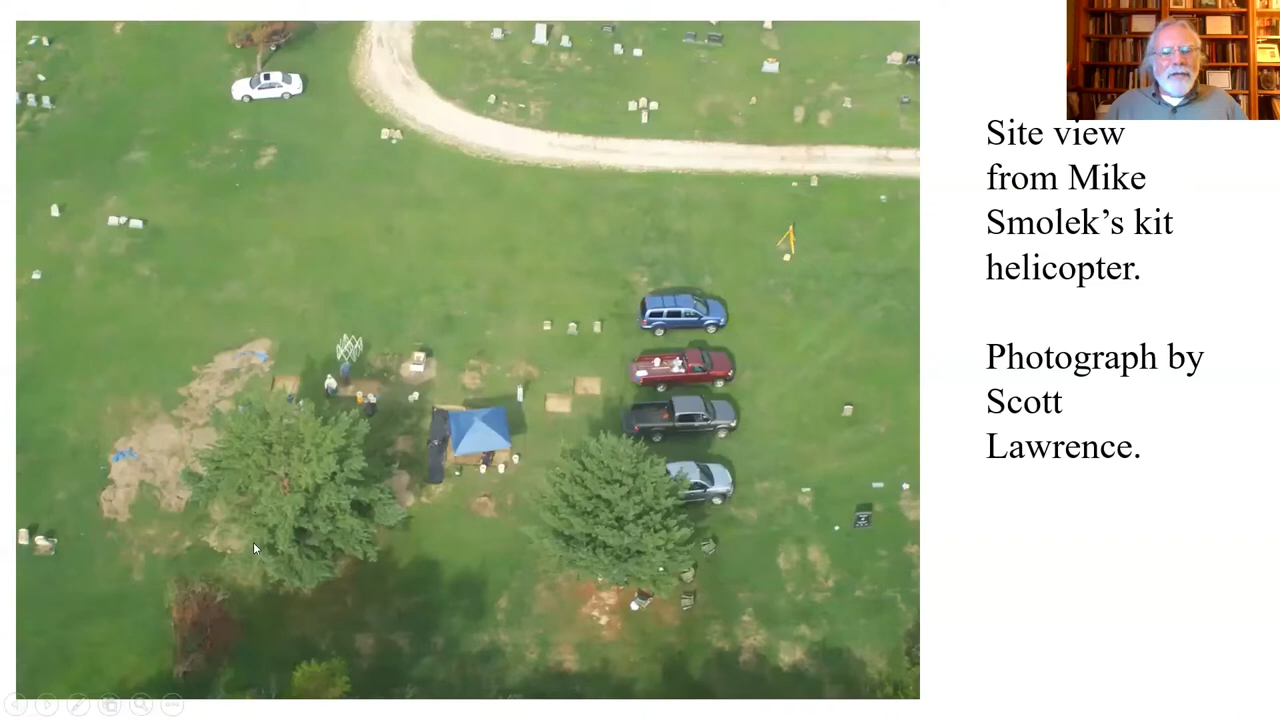 Site view
from Mike
Smolek’s kit
helicopter.
Photograph by
Scott
Lawrence.